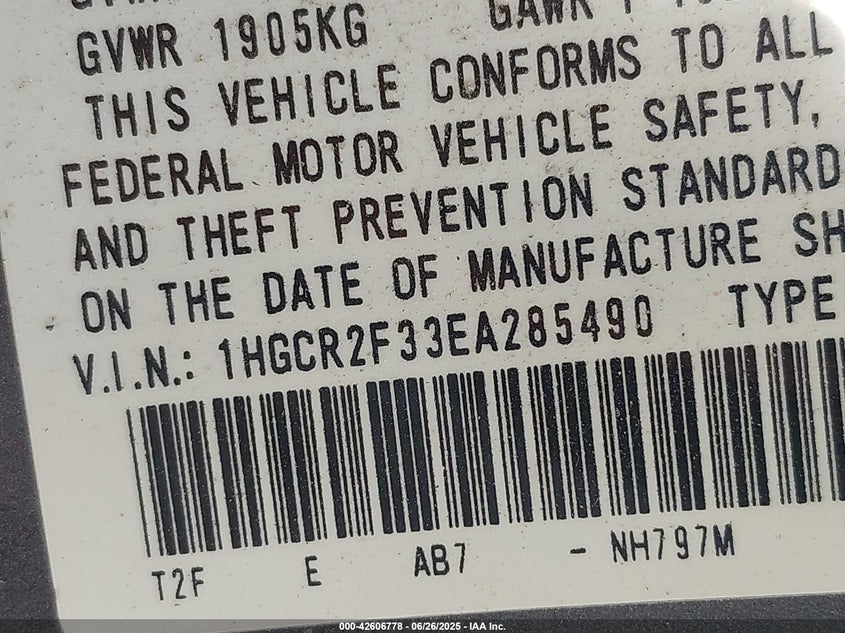 GVWR 1905KG GAWR F
THIS VEHICLE CONFORMS TO ALL
FEDERAL MOTOR VEHICLE SAFETY,
AND THEFT PREVENTION STANDARD
ON THE DATE OF MANUFACTURE SH
V.I.N.: 1HGCR2F33EA285490 TYPE
T2F E AB7 - NH797M
000-42606778 - 06/26/2025 - IAA Inc.